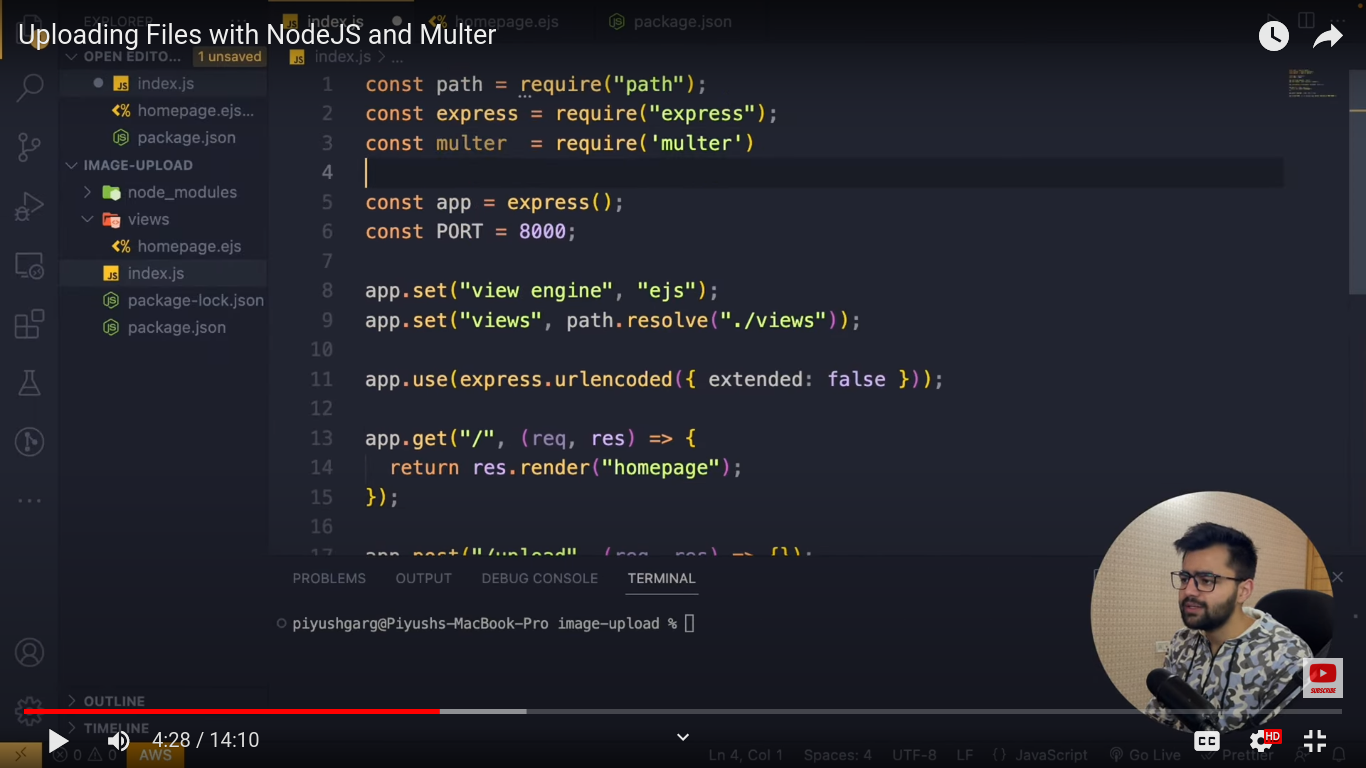 EXPLORER
index.js
homepage.ejs
package.json
Uploading Files with NodeJS and Multer
OPEN EDITO...
1 unsaved
index.js > ...
index.js
homepage.ejs...
package.json
IMAGE-UPLOAD
node_modules
views
homepage.ejs
index.js
package-lock.json
package.json
1 const path = require("path");
2 const express = require("express");
3 const multer  = require('multer')
4
5 const app = express();
6 const PORT = 8000;
7
8 app.set("view engine", "ejs");
9 app.set("views", path.resolve("./views"));
10
11 app.use(express.urlencoded({ extended: false }));
12
13 app.get("/", (req, res) => {
14   return res.render("homepage");
15 });
16
17 app.post("/upload", (req, res) => {});
PROBLEMS OUTPUT DEBUG CONSOLE TERMINAL
piyushgarg@Piyushs-MacBook-Pro image-upload %
SUBSCRIBE
OUTLINE
TIMELINE
4:28 / 14:10
CC
HD
0 0 AWS Ln 4, Col 1 Spaces: 4 UTF-8 LF {} JavaScript Go Live Prettier